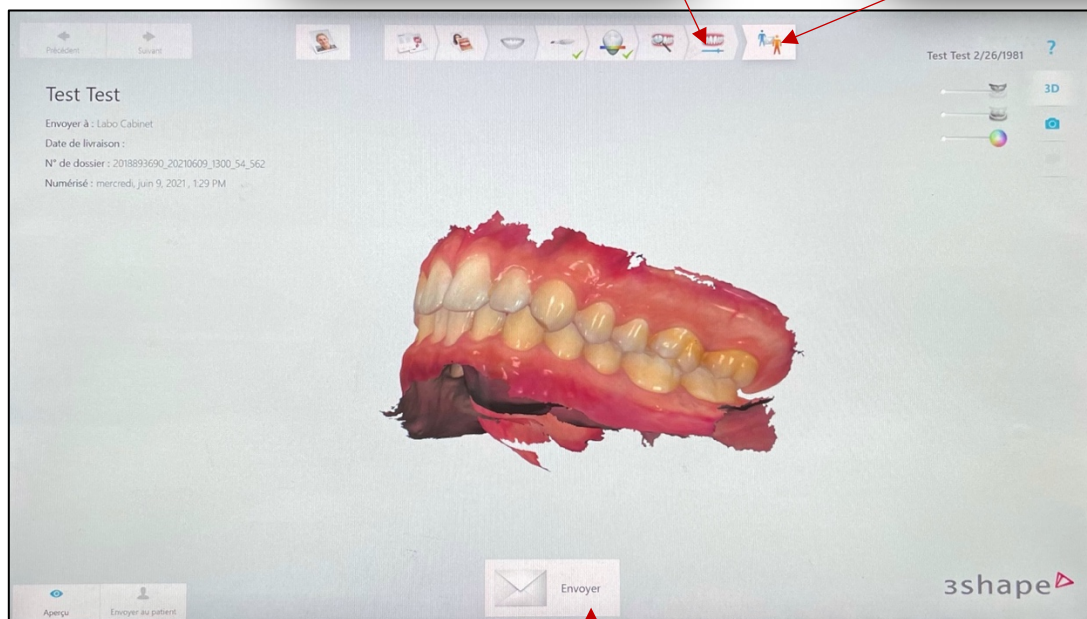 Précédent
Suivant
Test Test 2/26/1981
?
Test Test
3D
Envoyer à : Labo Cabinet
Date de livraison :
N° de dossier : 2018893690_20210609_1300_54_562
Numérisé : mercredi, juin 9, 2021 , 1:29 PM
Envoyer
3shape
Aperçu
Envoyer au patient